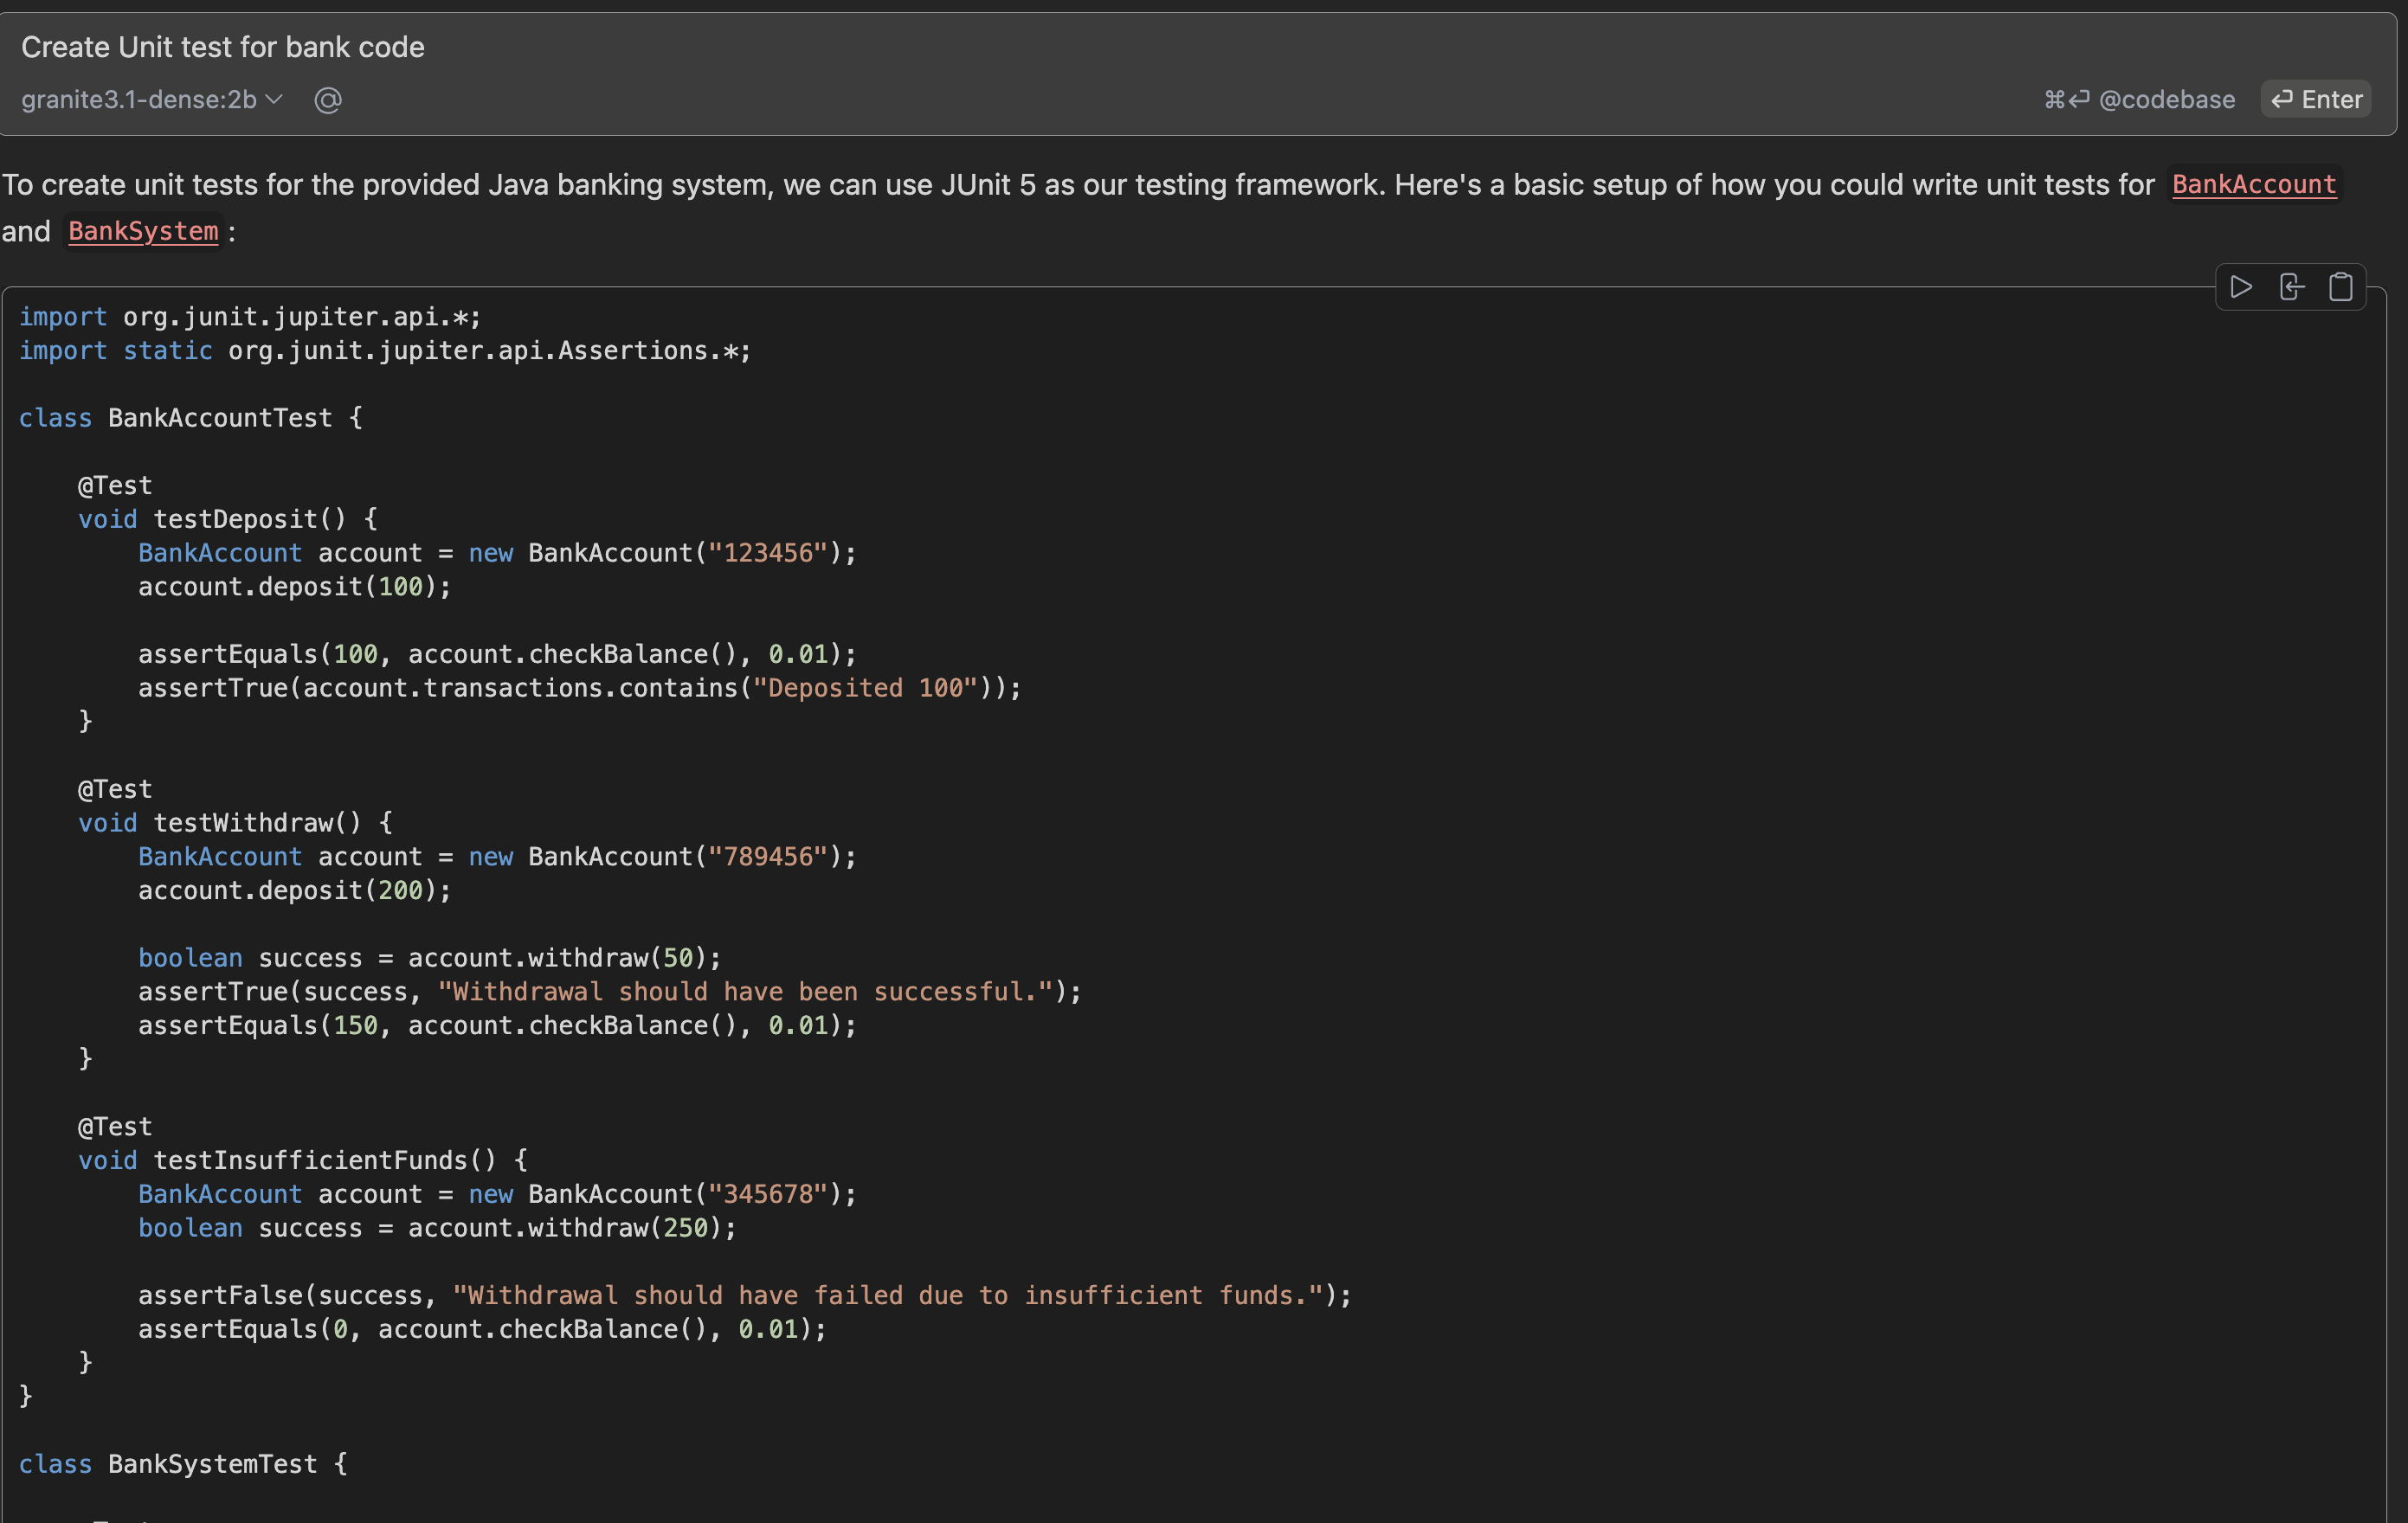 Create Unit test for bank code
granite3.1-dense:2b @ ⌘⏎ @codebase ⏎ Enter
To create unit tests for the provided Java banking system, we can use JUnit 5 as our testing framework. Here's a basic setup of how you could write unit tests for BankAccount
and BankSystem :
import org.junit.jupiter.api.*;
import static org.junit.jupiter.api.Assertions.*;
class BankAccountTest {
@Test
void testDeposit() {
BankAccount account = new BankAccount("123456");
account.deposit(100);
assertEquals(100, account.checkBalance(), 0.01);
assertTrue(account.transactions.contains("Deposited 100"));
}
@Test
void testWithdraw() {
BankAccount account = new BankAccount("789456");
account.deposit(200);
boolean success = account.withdraw(50);
assertTrue(success, "Withdrawal should have been successful.");
assertEquals(150, account.checkBalance(), 0.01);
}
@Test
void testInsufficientFunds() {
BankAccount account = new BankAccount("345678");
boolean success = account.withdraw(250);
assertFalse(success, "Withdrawal should have failed due to insufficient funds.");
assertEquals(0, account.checkBalance(), 0.01);
}
}
class BankSystemTest {